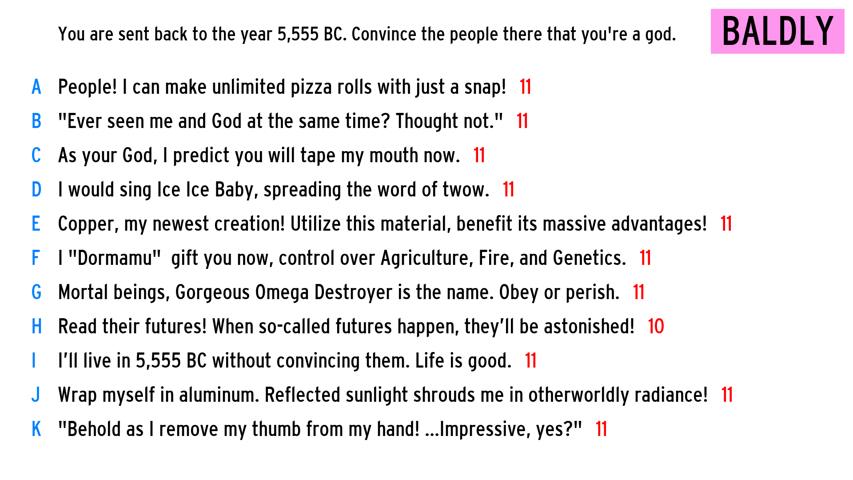 You are sent back to the year 5,555 BC. Convince the people there that you're a god.
BALDLY
A People! I can make unlimited pizza rolls with just a snap! 11
B "Ever seen me and God at the same time? Thought not." 11
C As your God, I predict you will tape my mouth now. 11
D I would sing Ice Ice Baby, spreading the word of twow. 11
E Copper, my newest creation! Utilize this material, benefit its massive advantages! 11
F I "Dormamu"  gift you now, control over Agriculture, Fire, and Genetics. 11
G Mortal beings, Gorgeous Omega Destroyer is the name. Obey or perish. 11
H Read their futures! When so-called futures happen, they’ll be astonished! 10
I I’ll live in 5,555 BC without convincing them. Life is good. 11
J Wrap myself in aluminum. Reflected sunlight shrouds me in otherworldly radiance! 11
K "Behold as I remove my thumb from my hand! ...Impressive, yes?" 11